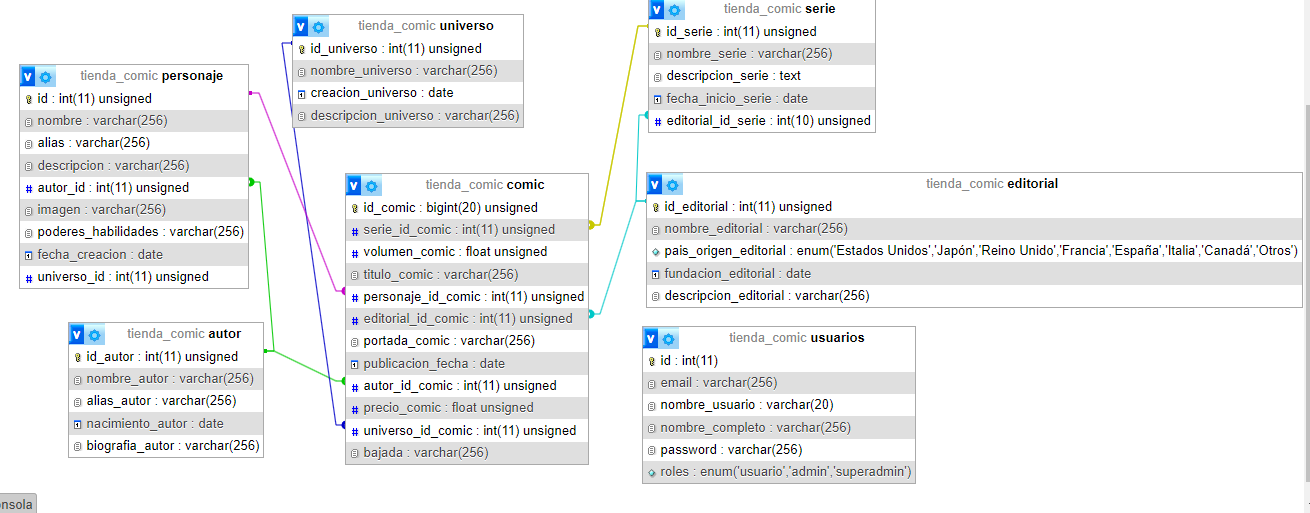 tienda_comic personaje
id : int(11) unsigned
nombre : varchar(256)
alias : varchar(256)
descripcion : varchar(256)
autor_id : int(11) unsigned
imagen : varchar(256)
poderes_habilidades : varchar(256)
fecha_creacion : date
universo_id : int(11) unsigned
tienda_comic autor
id_autor : int(11) unsigned
nombre_autor : varchar(256)
alias_autor : varchar(256)
nacimiento_autor : date
biografia_autor : varchar(256)
tienda_comic universo
id_universo : int(11) unsigned
nombre_universo : varchar(256)
creacion_universo : date
descripcion_universo : varchar(256)
tienda_comic comic
id_comic : bigint(20) unsigned
serie_id_comic : int(11) unsigned
volumen_comic : float unsigned
titulo_comic : varchar(256)
personaje_id_comic : int(11) unsigned
editorial_id_comic : int(11) unsigned
portada_comic : varchar(256)
publicacion_fecha : date
autor_id_comic : int(11) unsigned
precio_comic : float unsigned
universo_id_comic : int(11) unsigned
bajada : varchar(256)
tienda_comic serie
id_serie : int(11) unsigned
nombre_serie : varchar(256)
descripcion_serie : text
fecha_inicio_serie : date
editorial_id_serie : int(10) unsigned
tienda_comic editorial
id_editorial : int(11) unsigned
nombre_editorial : varchar(256)
pais_origen_editorial : enum('Estados Unidos','Japón','Reino Unido','Francia','España','Italia','Canadá','Otros')
fundacion_editorial : date
descripcion_editorial : varchar(256)
tienda_comic usuarios
id : int(11)
email : varchar(256)
nombre_usuario : varchar(20)
nombre_completo : varchar(256)
password : varchar(256)
roles : enum('usuario','admin','superadmin')
nsola